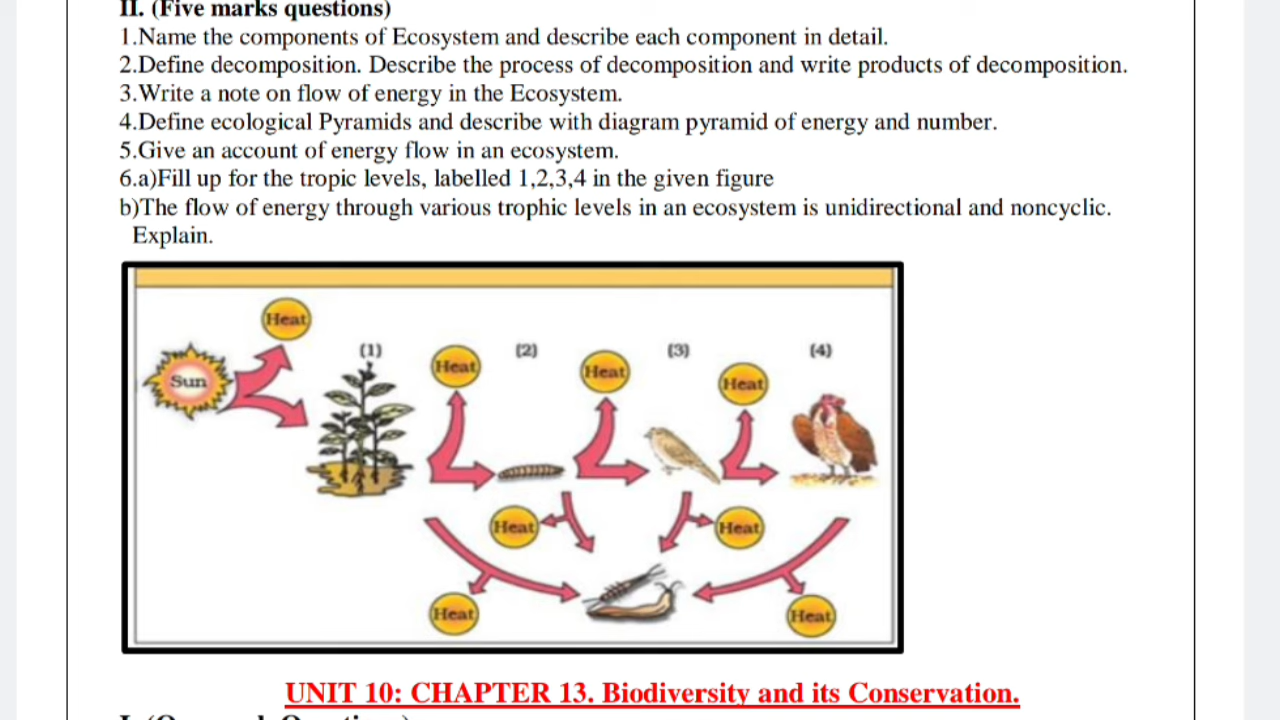 II. (Five marks questions)
1.Name the components of Ecosystem and describe each component in detail.
2.Define decomposition. Describe the process of decomposition and write products of decomposition.
3.Write a note on flow of energy in the Ecosystem.
4.Define ecological Pyramids and describe with diagram pyramid of energy and number.
5.Give an account of energy flow in an ecosystem.
6.a)Fill up for the tropic levels, labelled 1,2,3,4 in the given figure
b)The flow of energy through various trophic levels in an ecosystem is unidirectional and noncyclic.
Explain.
Heat
(1)
(2)
(3)
(4)
Sun
Heat
Heat
Heat
Heat
Heat
Heat
Heat
UNIT 10: CHAPTER 13. Biodiversity and its Conservation.